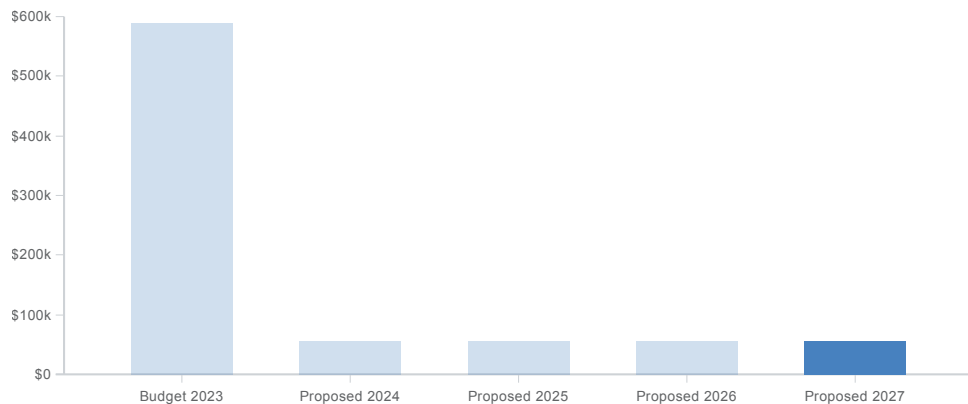 $600k
$500k
$400k
$300k
$200k
$100k
$0
Budget 2023 Proposed 2024 Proposed 2025 Proposed 2026 Proposed 2027